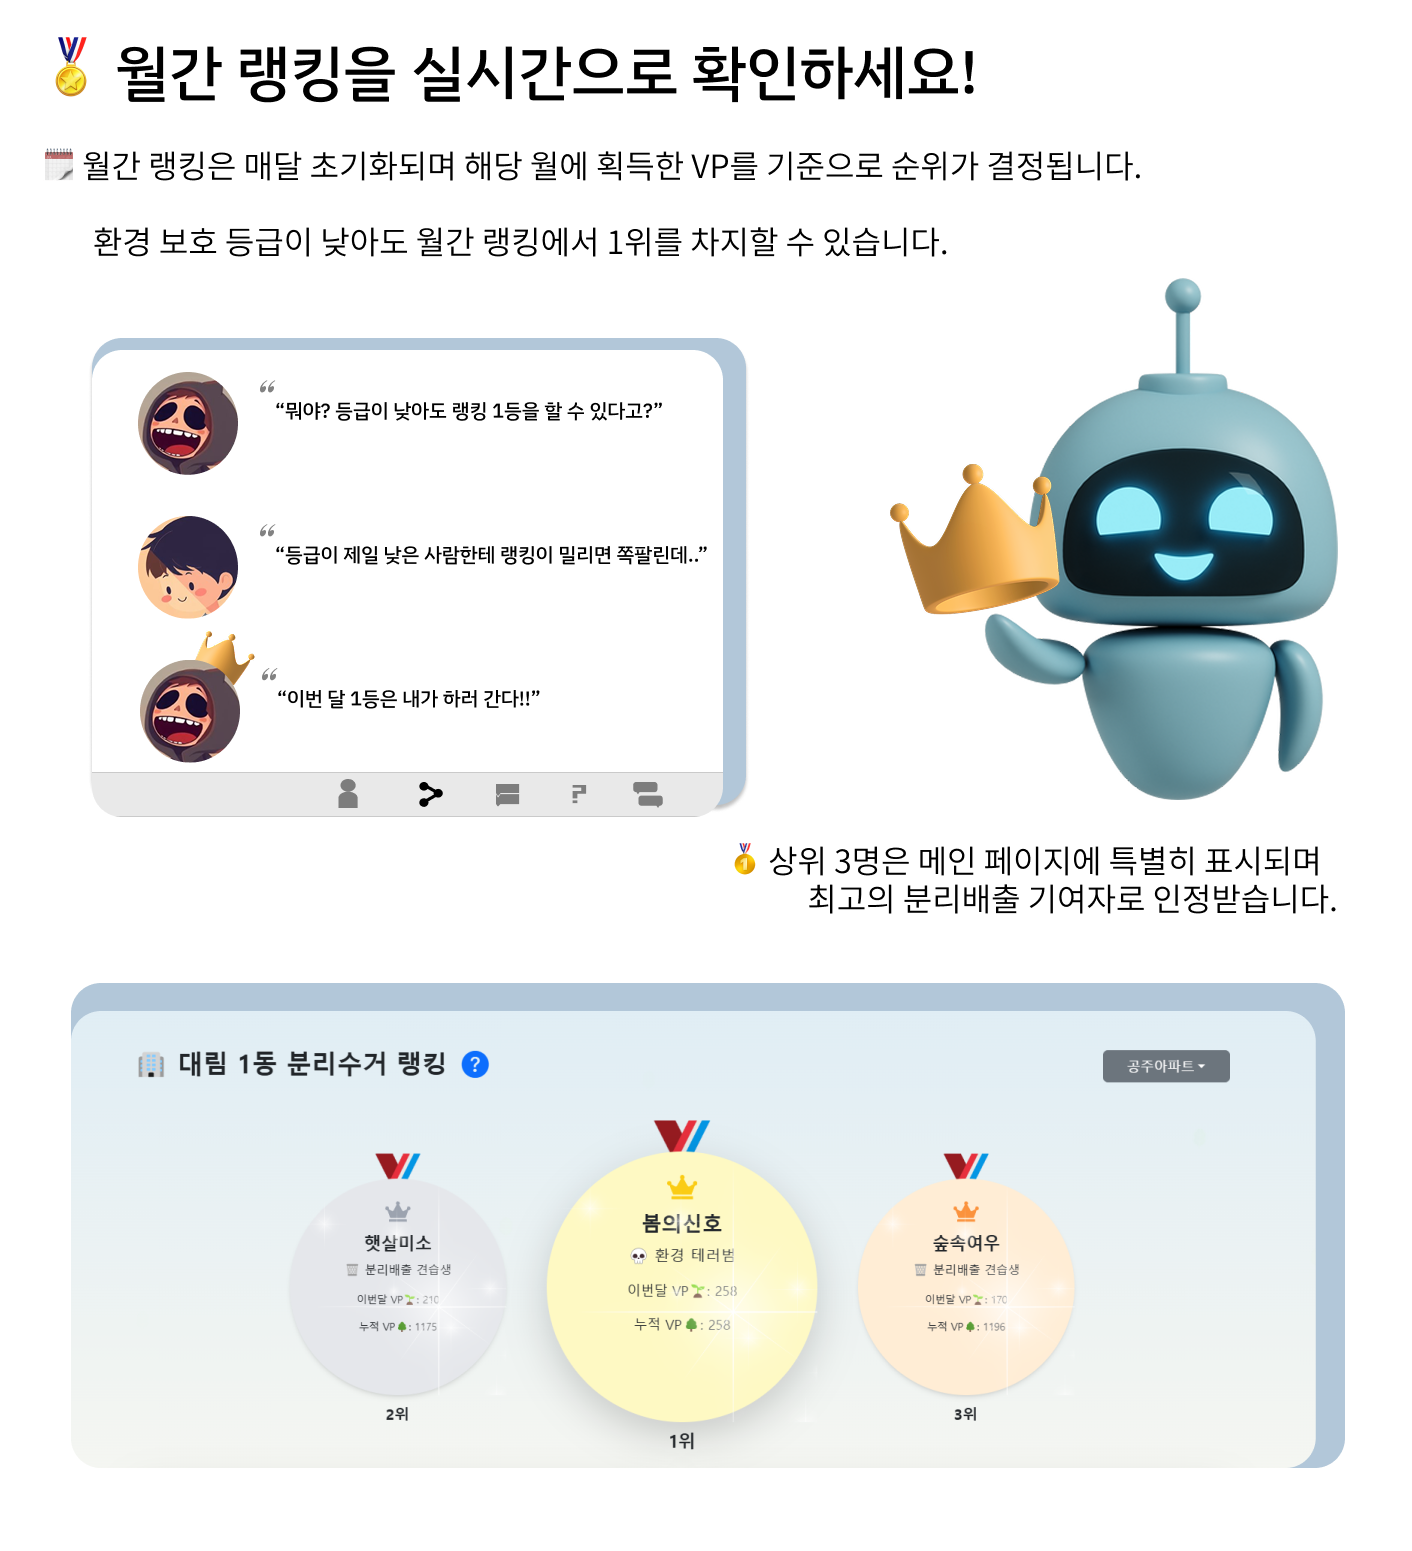 월간 랭킹을 실시간으로 확인하세요!
월간 랭킹은 매달 초기화되며 해당 월에 획득한 VP를 기준으로 순위가 결정됩니다.
환경 보호 등급이 낮아도 월간 랭킹에서 1위를 차지할 수 있습니다.
“
“뭐야? 등급이 낮아도 랭킹 1등을 할 수 있다고?”
“
“등급이 제일 낮은 사람한테 랭킹이 밀리면 쪽팔린데..”
“
“이번 달 1등은 내가 하러 간다!!”
상위 3명은 메인 페이지에 특별히 표시되며
최고의 분리배출 기여자로 인정받습니다.
대림 1동 분리수거 랭킹 ?
공주아파트
햇살미소
분리배출 견습생
이번달 VP: 210
누적 VP: 1175
2위
봄의신호
환경 테러범
이번달 VP: 258
누적 VP: 258
1위
숲속여우
분리배출 견습생
이번달 VP: 170
누적 VP: 1196
3위